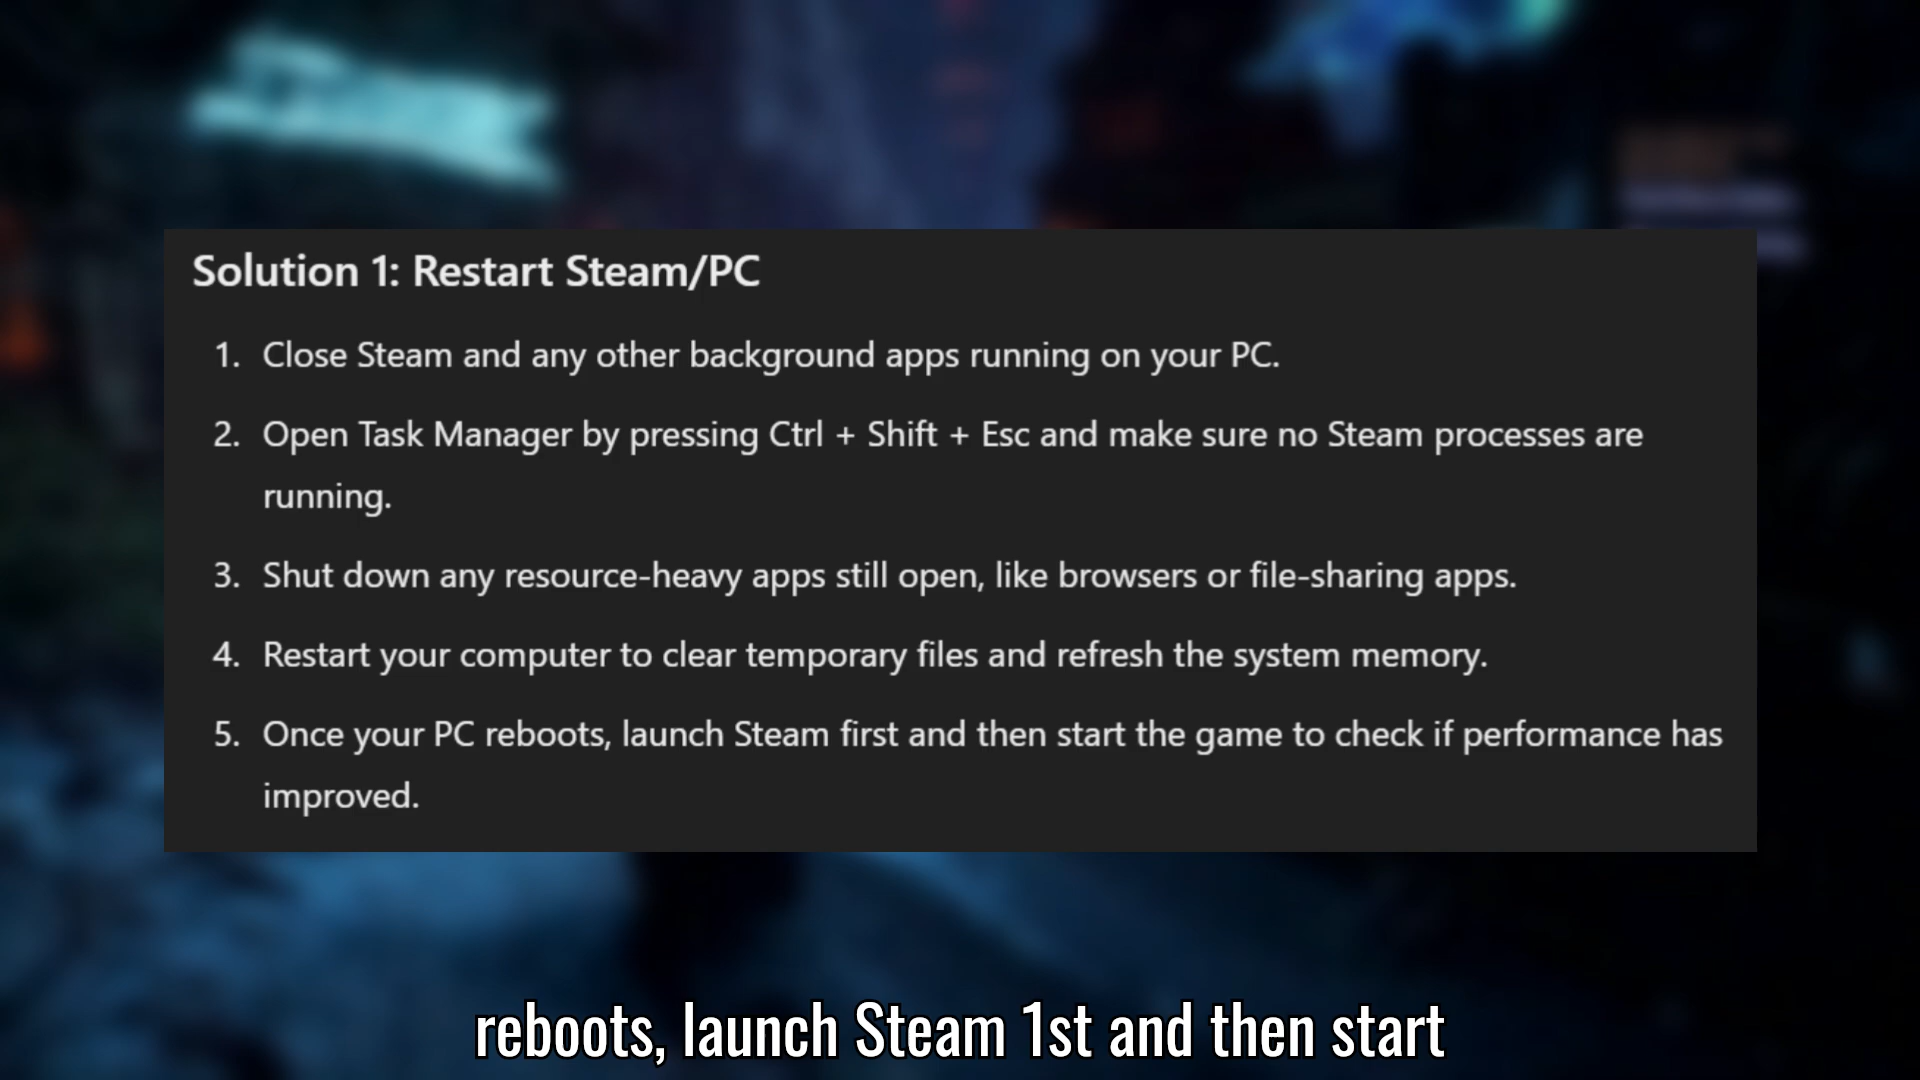 Solution 1: Restart Steam/PC
1. Close Steam and any other background apps running on your PC.
2. Open Task Manager by pressing Ctrl + Shift + Esc and make sure no Steam processes are
running.
3. Shut down any resource-heavy apps still open, like browsers or file-sharing apps.
4. Restart your computer to clear temporary files and refresh the system memory.
5. Once your PC reboots, launch Steam first and then start the game to check if performance has
improved.
reboots, launch Steam 1st and then start